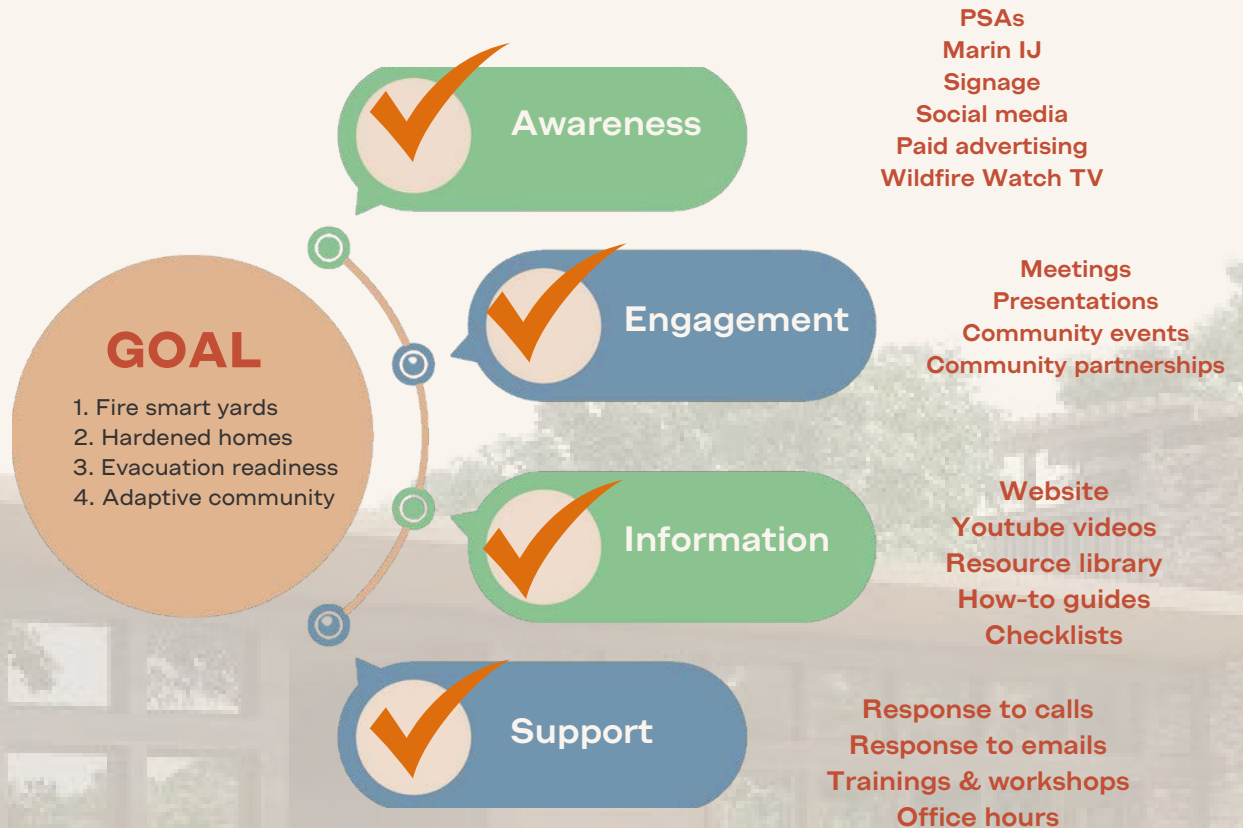 GOAL
1. Fire smart yards
2. Hardened homes
3. Evacuation readiness
4. Adaptive community
Awareness
PSAs
Marin IJ
Signage
Social media
Paid advertising
Wildfire Watch TV
Engagement
Meetings
Presentations
Community events
Community partnerships
Information
Website
Youtube videos
Resource library
How-to guides
Checklists
Support
Response to calls
Response to emails
Trainings & workshops
Office hours